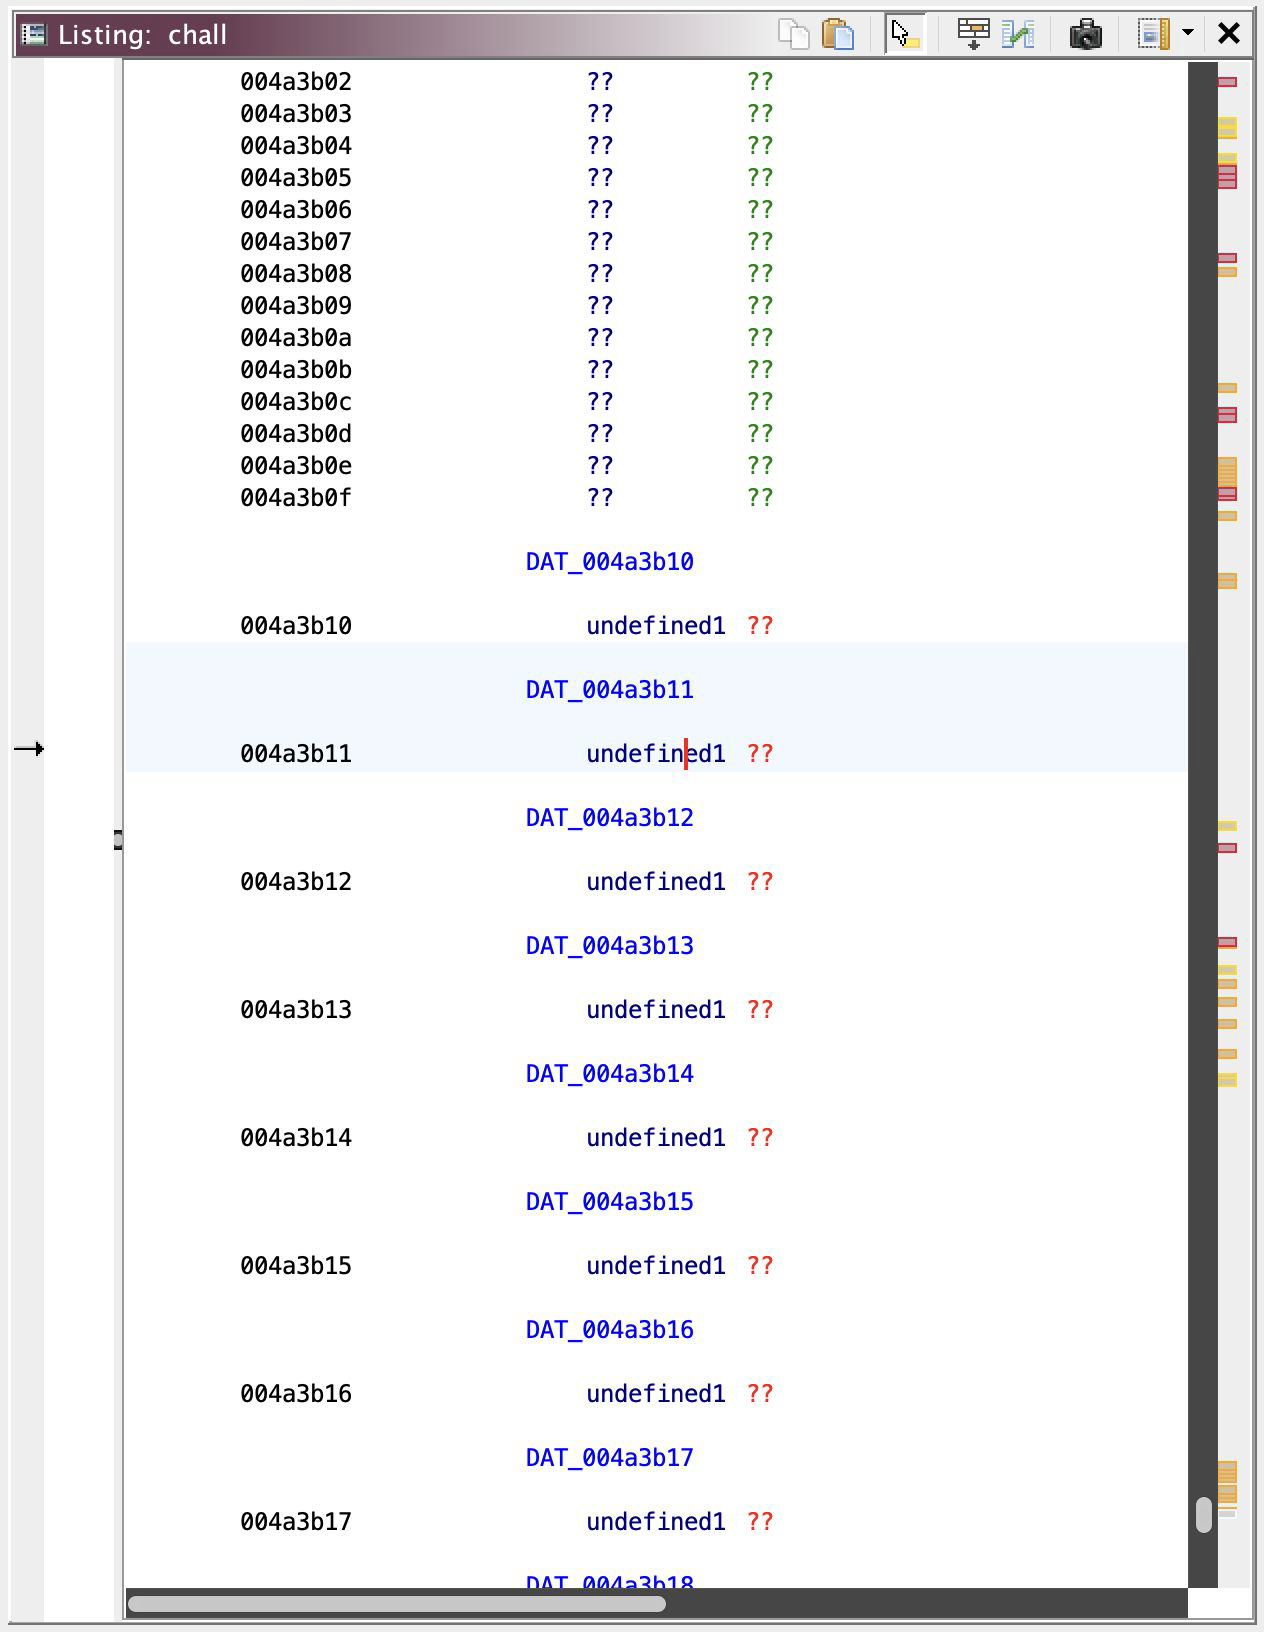 Listing: chall
004a3b02 ?? ??
004a3b03 ?? ??
004a3b04 ?? ??
004a3b05 ?? ??
004a3b06 ?? ??
004a3b07 ?? ??
004a3b08 ?? ??
004a3b09 ?? ??
004a3b0a ?? ??
004a3b0b ?? ??
004a3b0c ?? ??
004a3b0d ?? ??
004a3b0e ?? ??
004a3b0f ?? ??
DAT_004a3b10
004a3b10 undefined1 ??
DAT_004a3b11
004a3b11 undefined1 ??
DAT_004a3b12
004a3b12 undefined1 ??
DAT_004a3b13
004a3b13 undefined1 ??
DAT_004a3b14
004a3b14 undefined1 ??
DAT_004a3b15
004a3b15 undefined1 ??
DAT_004a3b16
004a3b16 undefined1 ??
DAT_004a3b17
004a3b17 undefined1 ??
DAT_004a3b18